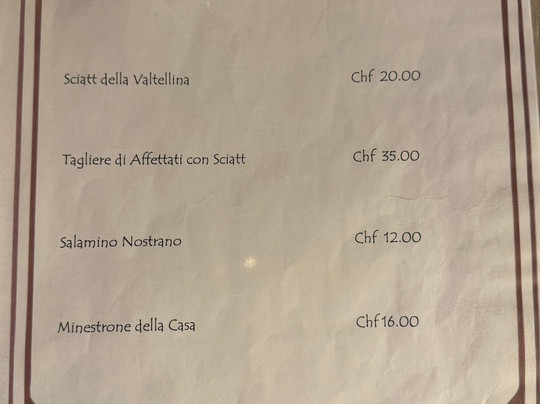 Sciatt della Valtellina Chf 20.00
Tagliere di Affettati con Sciatt Chf 35.00
Salamino Nostrano Chf 12.00
Minestrone della Casa Chf 16.00